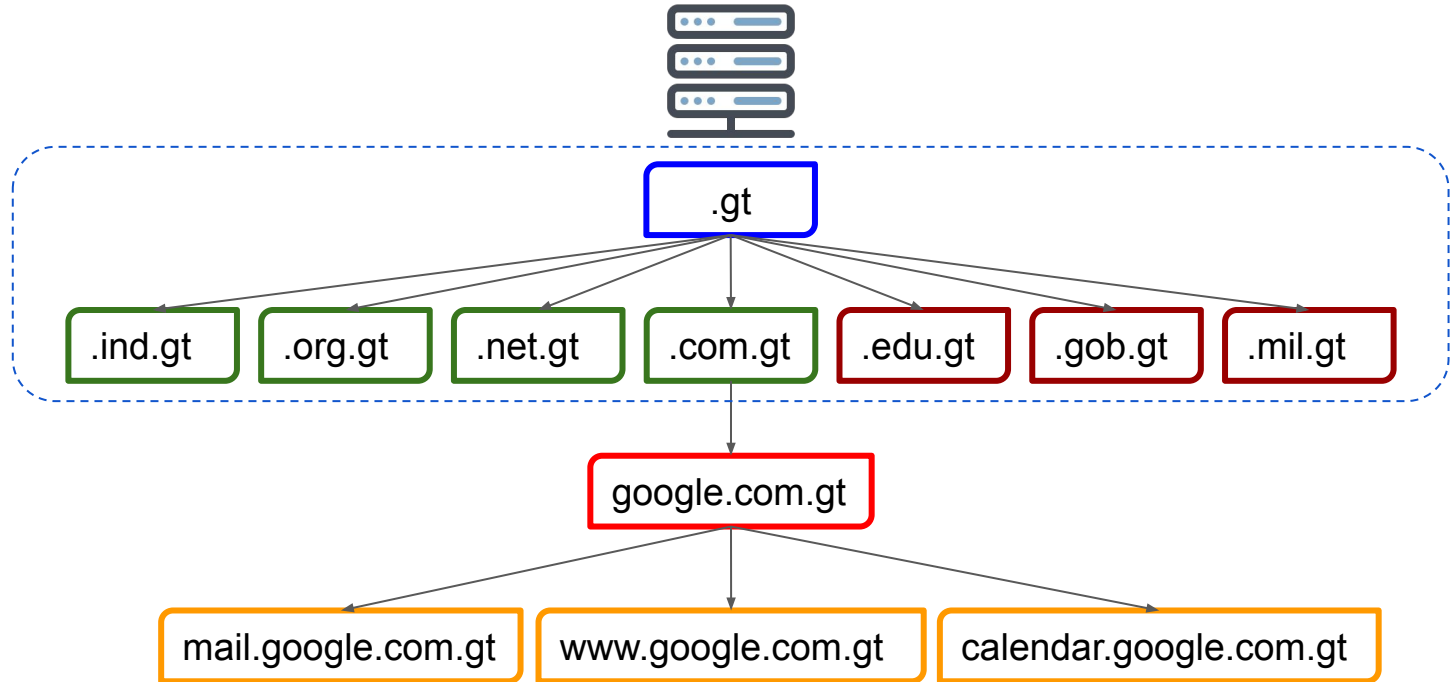 .gt
.ind.gt
.org.gt
.net.gt
.com.gt
.edu.gt
.gob.gt
.mil.gt
google.com.gt
mail.google.com.gt
www.google.com.gt
calendar.google.com.gt